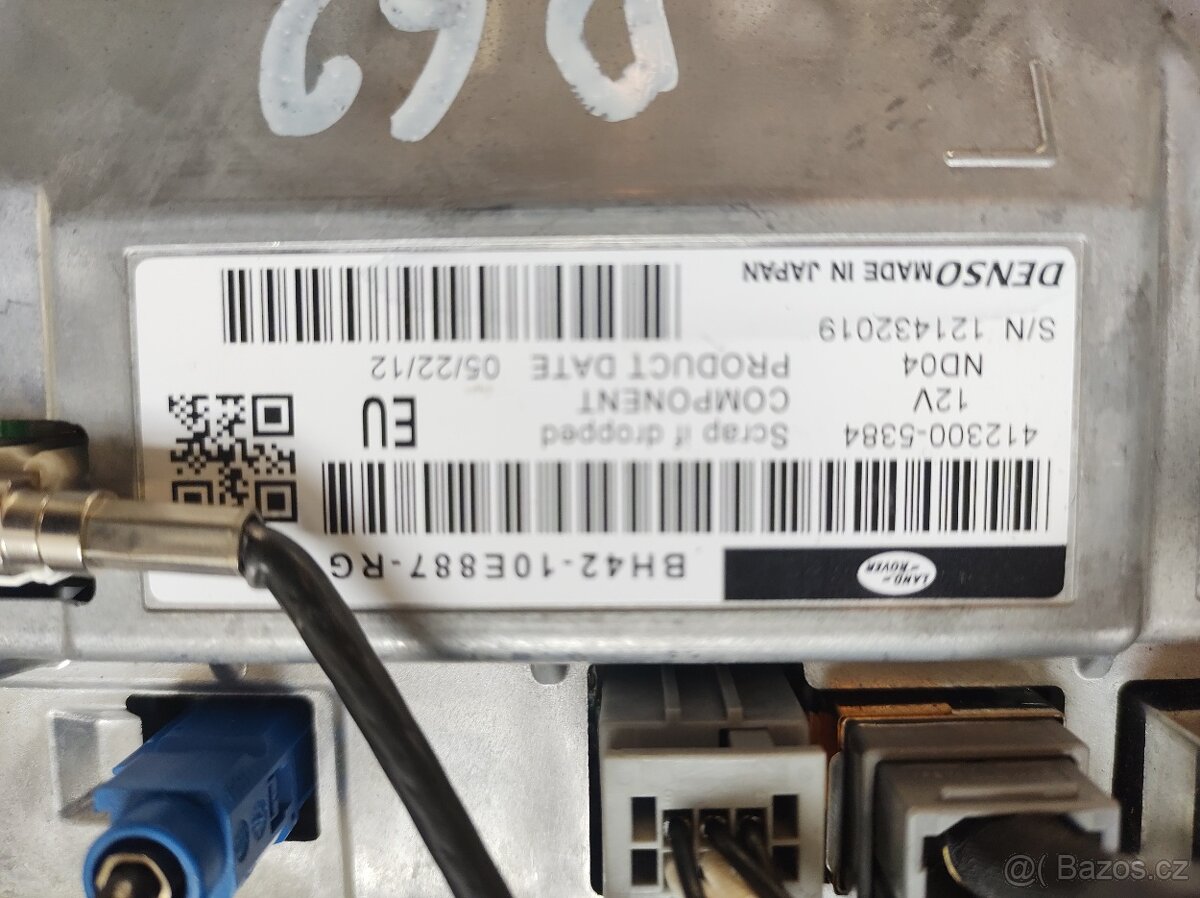 LAND-
-ROVER
BH42-10E887-RG
412300-5384
Scrap if dropped
EU
12V
COMPONENT
ND04
PRODUCT DATE 05/22/12
S/N 121432019
DENSO MADE IN JAPAN
@( Bazos.cz